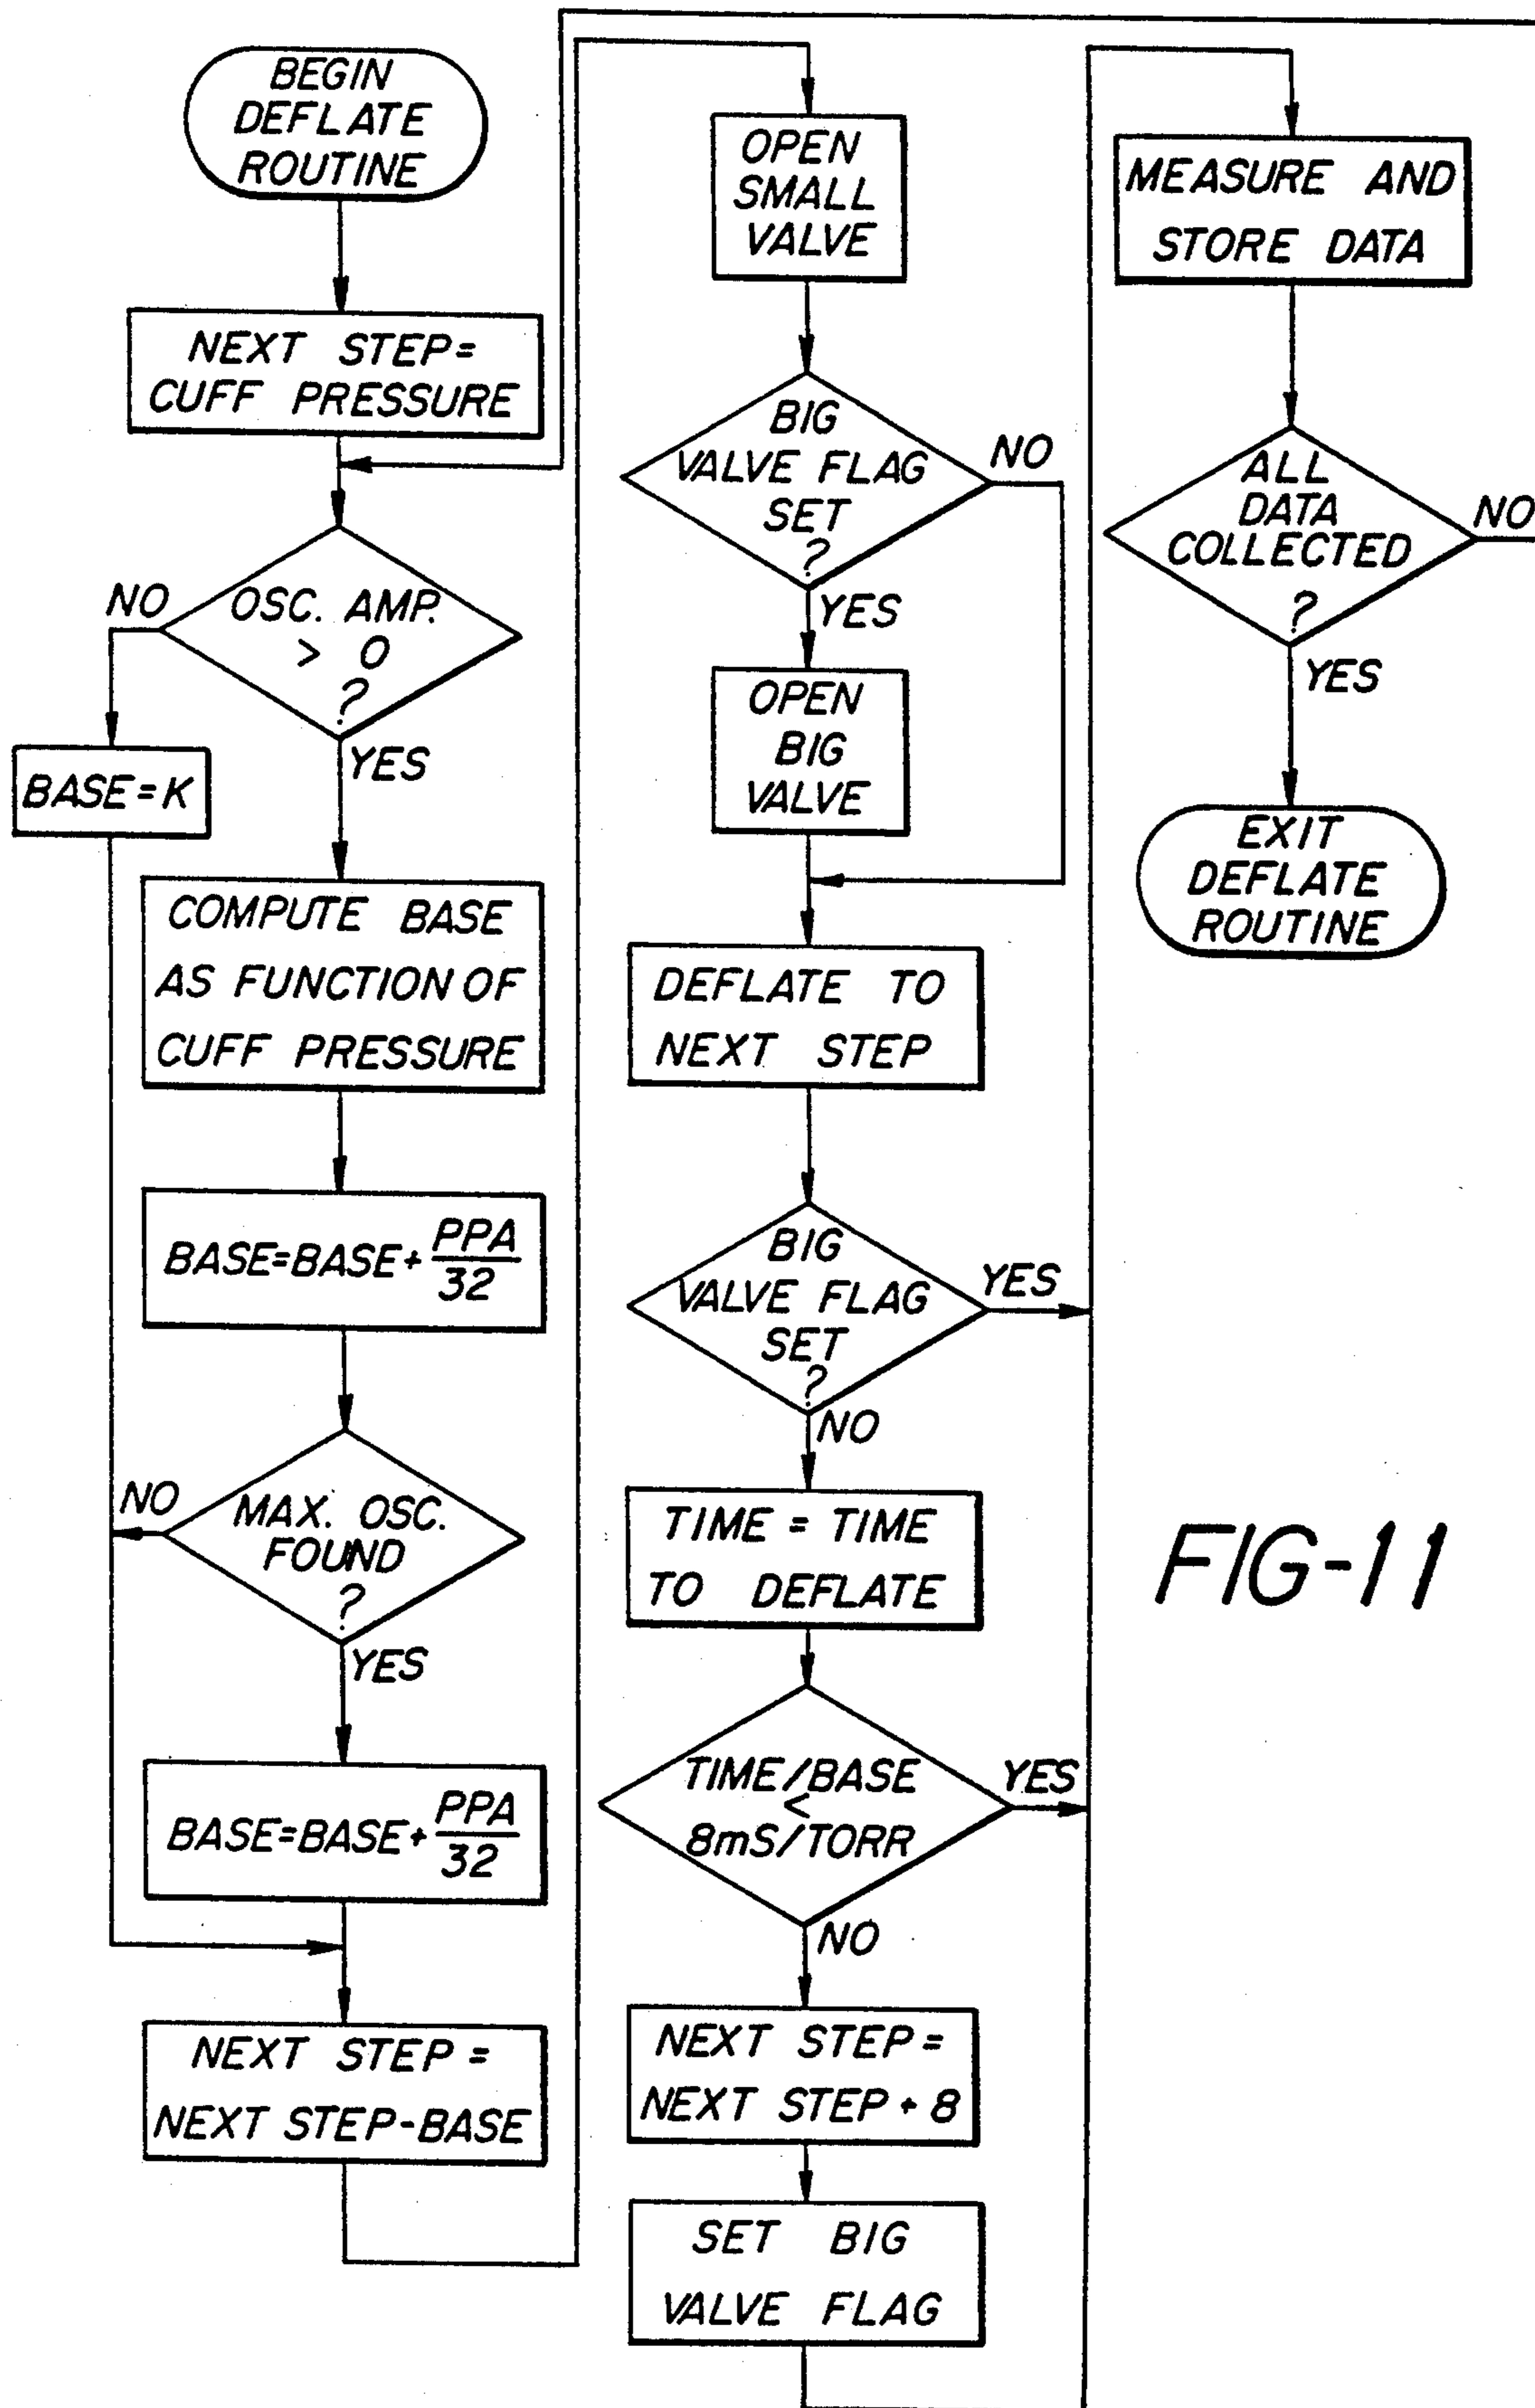 BEGIN
DEFLATE
ROUTINE
NEXT STEP=
CUFF PRESSURE
NO
OSC. AMP.
> 0
?
YES
BASE=K
COMPUTE BASE
AS FUNCTION OF
CUFF PRESSURE
BASE=BASE+ PPA
32
NO
MAX. OSC.
FOUND
?
YES
BASE=BASE+ PPA
32
NEXT STEP =
NEXT STEP-BASE
OPEN
SMALL
VALVE
BIG
VALVE FLAG
SET
?
NO
YES
OPEN
BIG
VALVE
DEFLATE TO
NEXT STEP
BIG
VALVE FLAG
SET
?
YES
NO
TIME = TIME
TO DEFLATE
TIME/BASE
<
8mS/TORR
YES
NO
NEXT STEP=
NEXT STEP + 8
SET BIG
VALVE FLAG
MEASURE AND
STORE DATA
ALL
DATA
COLLECTED
?
NO
YES
EXIT
DEFLATE
ROUTINE
FIG-11